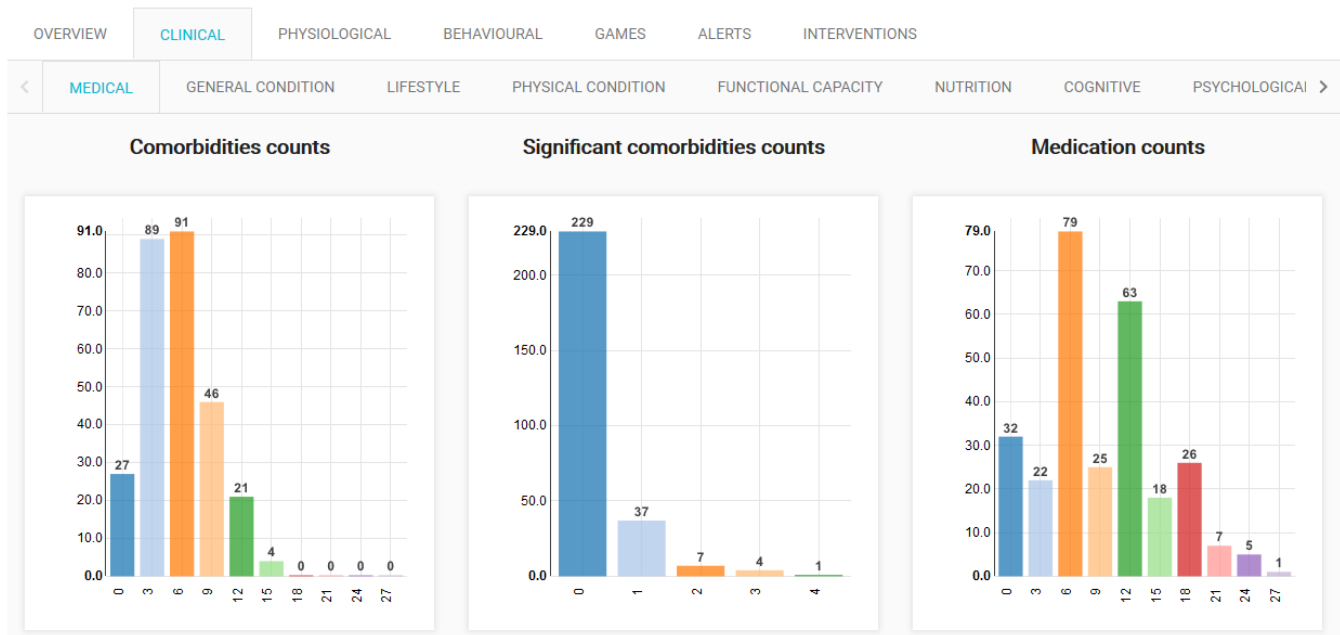 OVERVIEW CLINICAL PHYSIOLOGICAL BEHAVIOURAL GAMES ALERTS INTERVENTIONS
MEDICAL GENERAL CONDITION LIFESTYLE PHYSICAL CONDITION FUNCTIONAL CAPACITY NUTRITION COGNITIVE PSYCHOLOGICAL
Comorbidities counts
91.0
80.0
70.0
60.0
50.0
40.0
30.0
20.0
10.0
0.0
27 89 91 46 21 4 0 0 0 0
0 3 6 9 12 15 18 21 24 27
Significant comorbidities counts
229.0
200.0
150.0
100.0
50.0
0.0
229 37 7 4 1
0 1 2 3 4
Medication counts
79.0
70.0
60.0
50.0
40.0
30.0
20.0
10.0
0.0
32 22 79 25 63 18 26 7 5 1
0 3 6 9 12 15 18 21 24 27